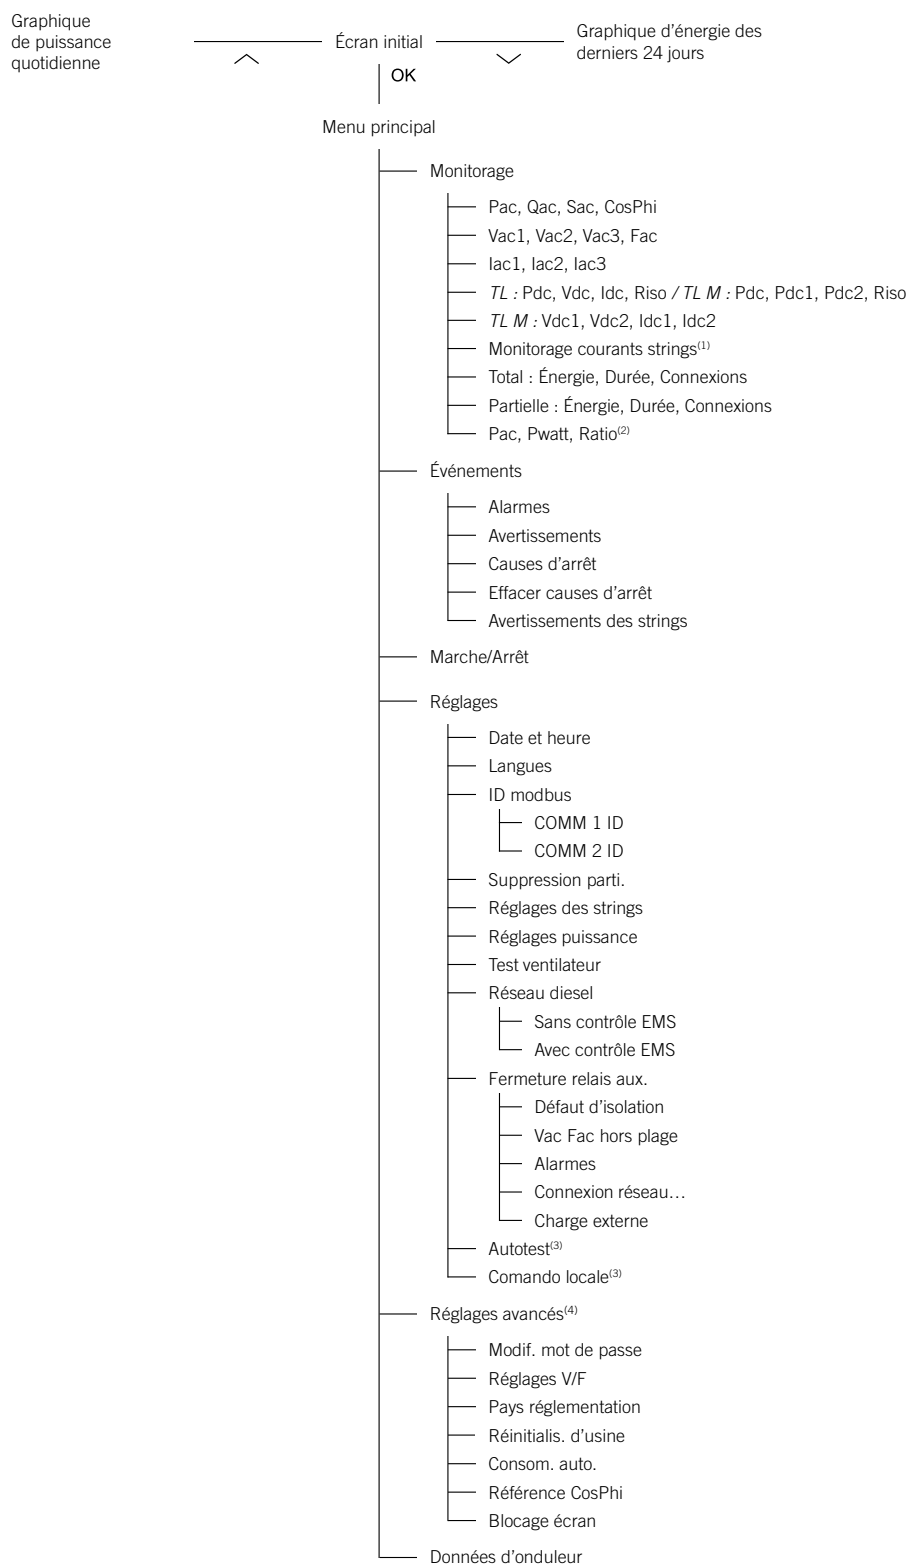 Graphique
de puissance
quotidienne
Écran initial
Graphique d'énergie des
derniers 24 jours
OK
Menu principal
Monitorage
Pac, Qac, Sac, CosPhi
Vac1, Vac2, Vac3, Fac
Iac1, Iac2, Iac3
TL : Pdc, Vdc, Idc, Riso / TL M : Pdc, Pdc1, Pdc2, Riso
TL M : Vdc1, Vdc2, Idc1, Idc2
Monitorage courants strings(1)
Total : Énergie, Durée, Connexions
Partielle : Énergie, Durée, Connexions
Pac, Pwatt, Ratio(2)
Événements
Alarmes
Avertissements
Causes d'arrêt
Effacer causes d'arrêt
Avertissements des strings
Marche/Arrêt
Réglages
Date et heure
Langues
ID modbus
COMM 1 ID
COMM 2 ID
Suppression parti.
Réglages des strings
Réglages puissance
Test ventilateur
Réseau diesel
Sans contrôle EMS
Avec contrôle EMS
Fermeture relais aux.
Défaut d'isolation
Vac Fac hors plage
Alarmes
Connexion réseau…
Charge externe
Autotest(3)
Comando locale(3)
Réglages avancés(4)
Modif. mot de passe
Réglages V/F
Pays réglementation
Réinitialis. d'usine
Consom. auto.
Référence CosPhi
Blocage écran
Données d'onduleur